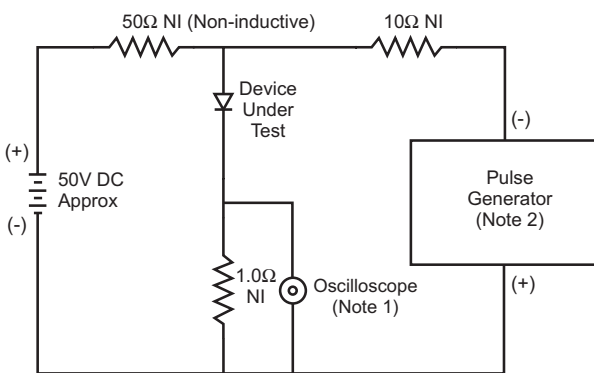 50Ω NI (Non-inductive)
10Ω NI
Device
Under
Test
(-)
(+)
50V DC
Approx
(-)
Pulse
Generator
(Note 2)
1.0Ω
NI
Oscilloscope
(Note 1)
(+)